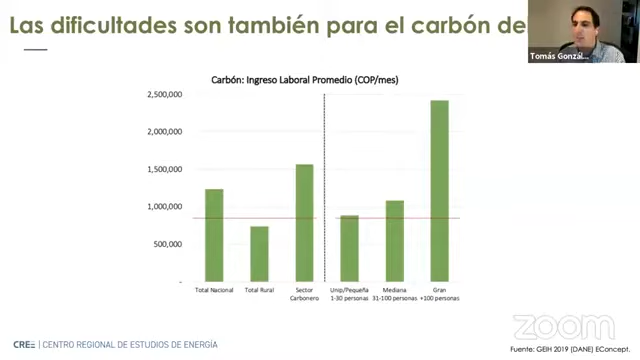 Las dificultades son también para el carbón de
Tomás Gonzál...
Carbón: Ingreso Laboral Promedio (COP/mes)
2,500,000
2,000,000
1,500,000
1,000,000
500,000
-
Total Nacional
Total Rural
Sector
Carbonero
Unip/Pequeña
1-30 personas
Mediana
31-100 personas
Gran
+100 personas
zoom
CREE | CENTRO REGIONAL DE ESTUDIOS DE ENERGÍA
Fuente: GEIH 2019 (DANE) EConcept.